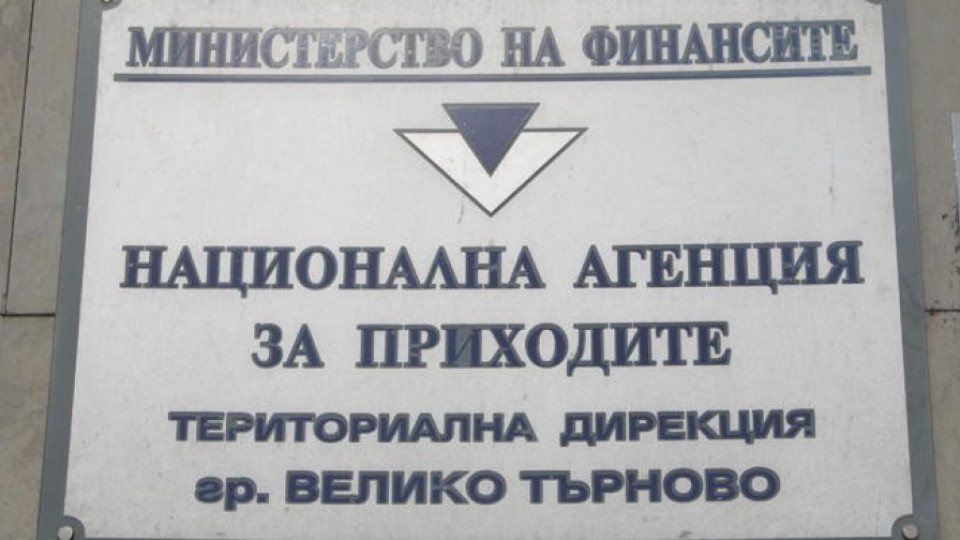 МИНИСТЕРСТВО НА ФИНАНСИТЕ
НАЦИОНАЛНА АГЕНЦИЯ
ЗА ПРИХОДИТЕ
ТЕРИТОРИАЛНА ДИРЕКЦИЯ
гр. ВЕЛИКО ТЪРНОВО